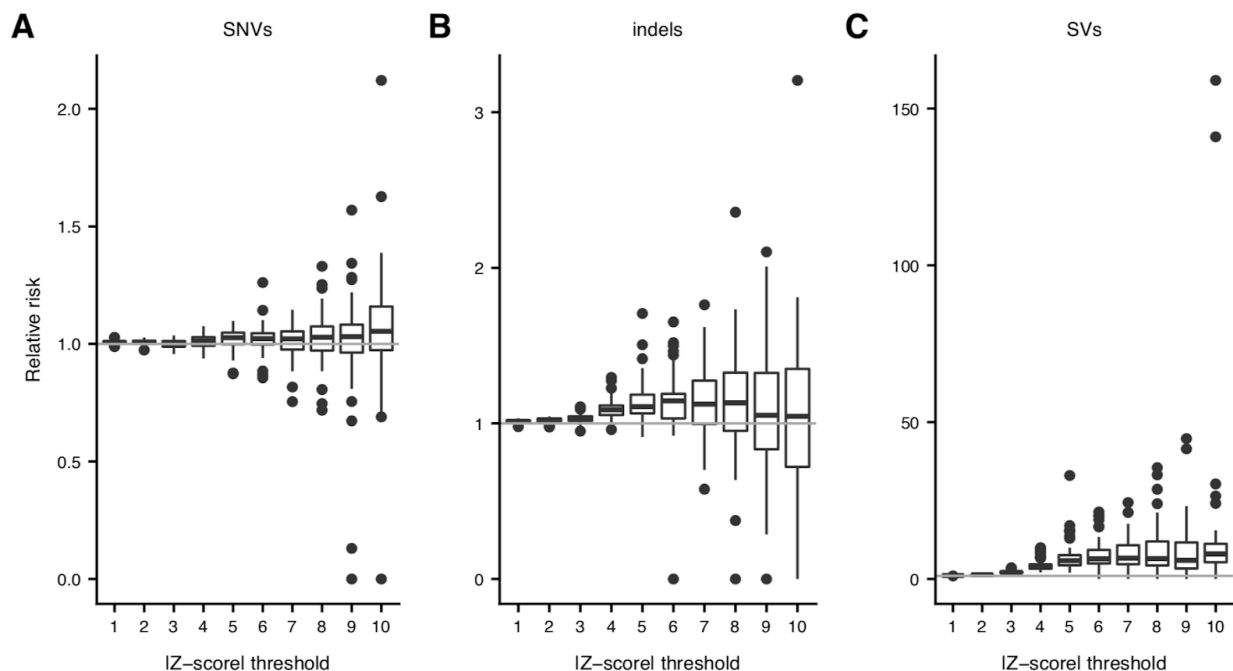 A
SNVs
Relative risk
2.0
1.5
1.0
0.5
0.0
1 2 3 4 5 6 7 8 9 10
|Z−score| threshold
B
indels
3
2
1
0
1 2 3 4 5 6 7 8 9 10
|Z−score| threshold
C
SVs
150
100
50
0
1 2 3 4 5 6 7 8 9 10
|Z−score| threshold